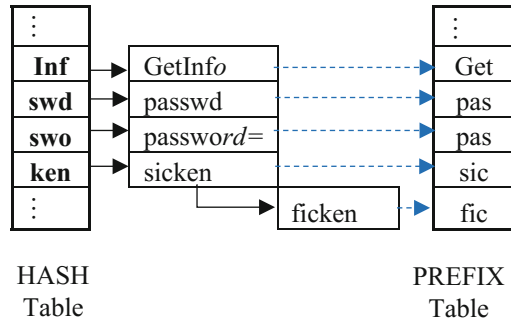 ⋮ ⋮
Inf GetInfo Get
swd passwd pas
swo password= pas
ken sicken sic
⋮ ficken fic
HASH PREFIX
Table Table